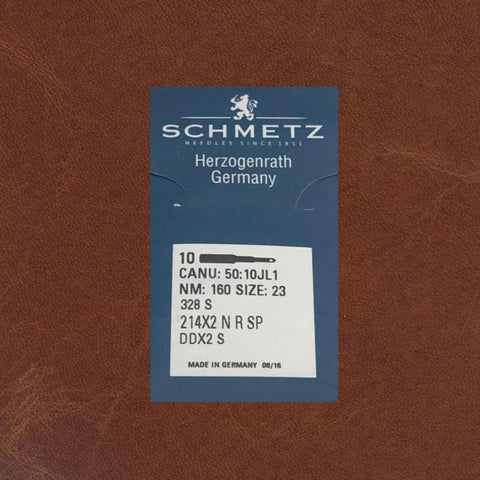 SCHMETZ
NEEDLES SINCE 1851
Herzogenrath
Germany
10
CANU: 50:10JL1
NM: 160 SIZE: 23
328 S
214X2 N R SP
DDX2 S
MADE IN GERMANY 06/16